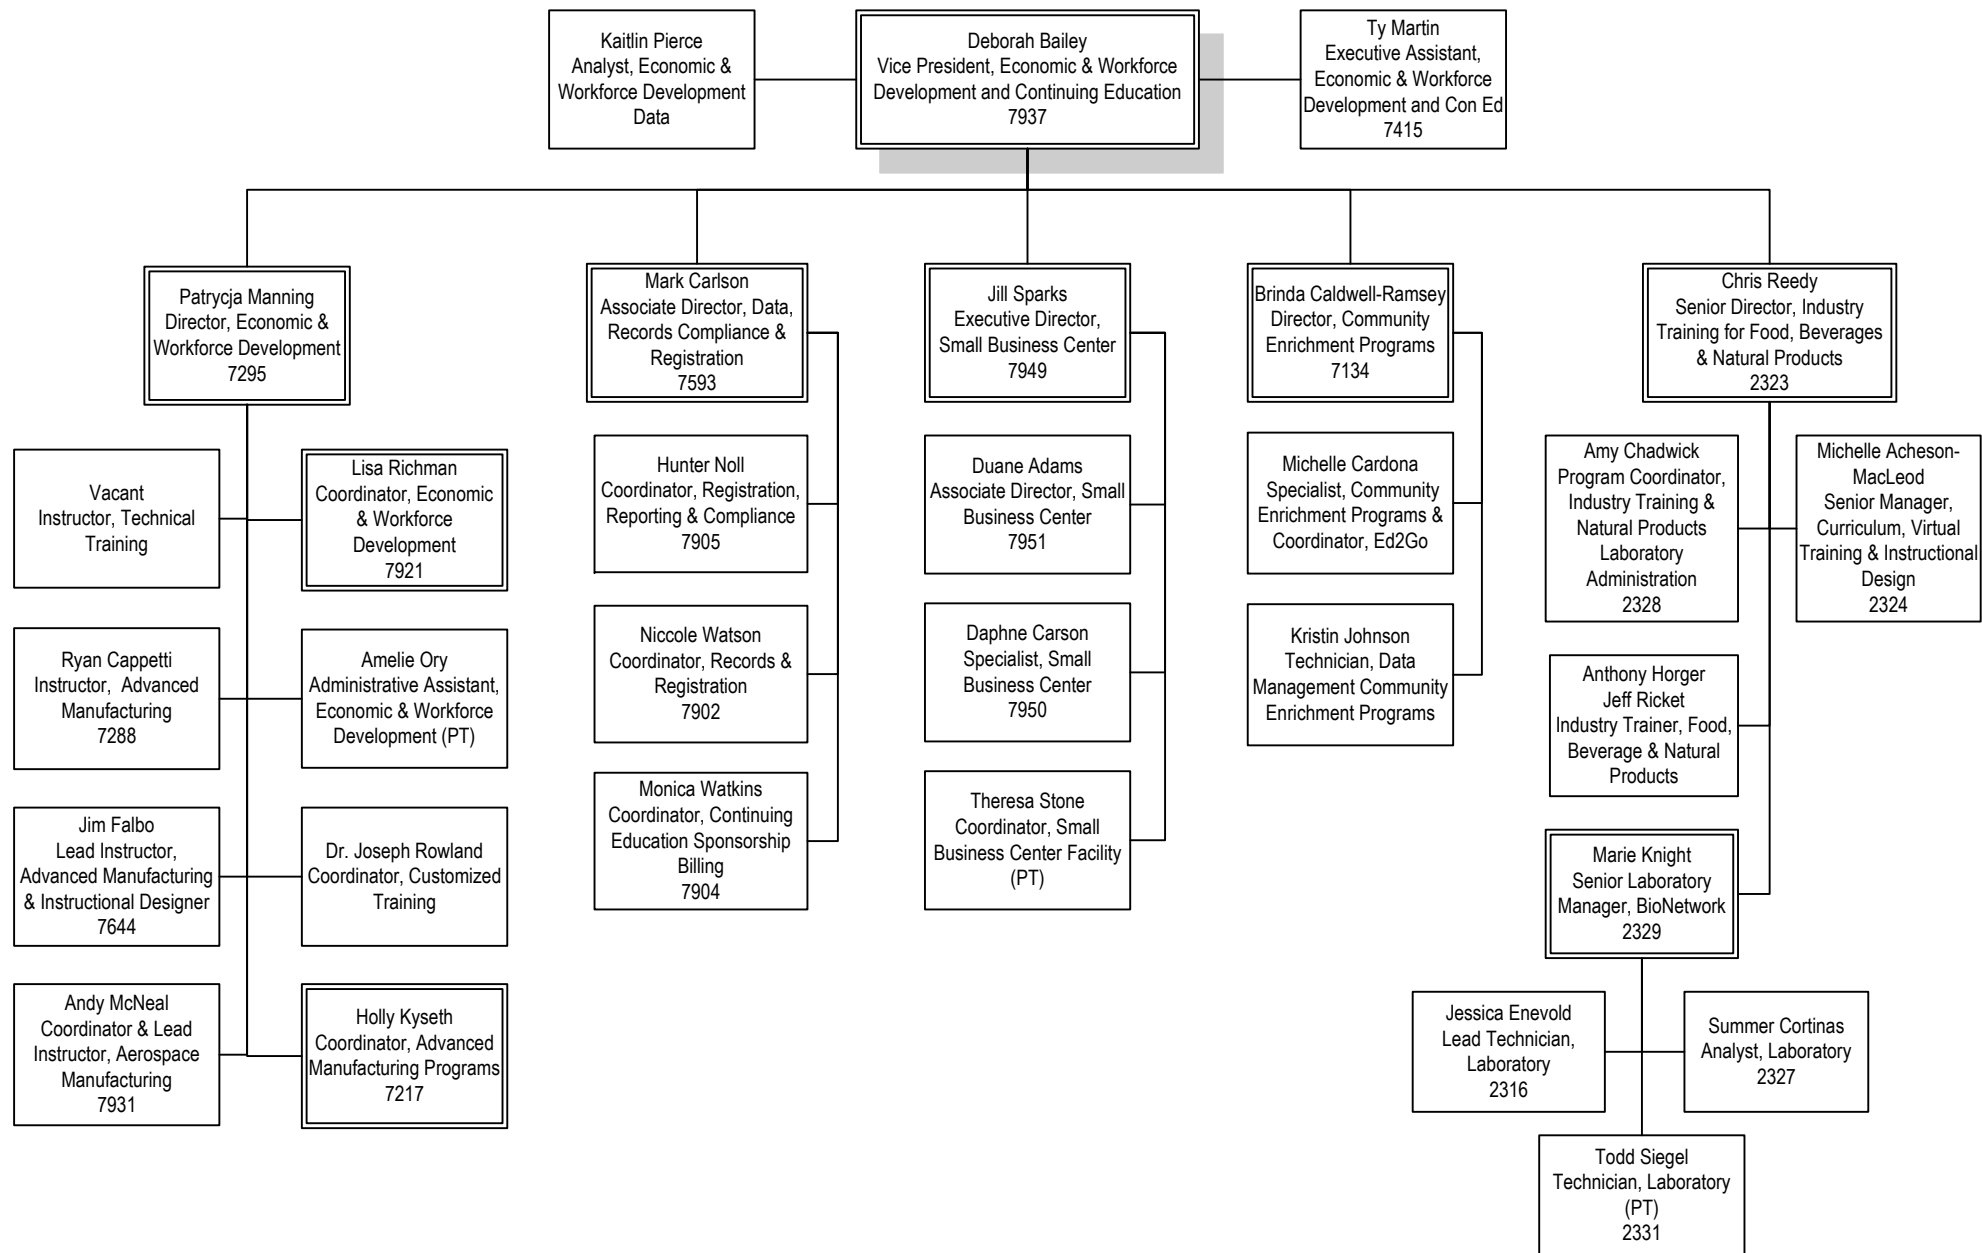 Kaitlin Pierce
Analyst, Economic &
Workforce Development
Data
Deborah Bailey
Vice President, Economic & Workforce
Development and Continuing Education
7937
Ty Martin
Executive Assistant,
Economic & Workforce
Development and Con Ed
7415
Patrycja Manning
Director, Economic &
Workforce Development
7295
Mark Carlson
Associate Director, Data,
Records Compliance &
Registration
7593
Jill Sparks
Executive Director,
Small Business Center
7949
Brinda Caldwell-Ramsey
Director, Community
Enrichment Programs
7134
Chris Reedy
Senior Director, Industry
Training for Food, Beverages
& Natural Products
2323
Vacant
Instructor, Technical
Training
Lisa Richman
Coordinator, Economic
& Workforce
Development
7921
Ryan Cappetti
Instructor, Advanced
Manufacturing
7288
Amelie Ory
Administrative Assistant,
Economic & Workforce
Development (PT)
Jim Falbo
Lead Instructor,
Advanced Manufacturing
& Instructional Designer
7644
Dr. Joseph Rowland
Coordinator, Customized
Training
Andy McNeal
Coordinator & Lead
Instructor, Aerospace
Manufacturing
7931
Holly Kyseth
Coordinator, Advanced
Manufacturing Programs
7217
Hunter Noll
Coordinator, Registration,
Reporting & Compliance
7905
Niccole Watson
Coordinator, Records &
Registration
7902
Monica Watkins
Coordinator, Continuing
Education Sponsorship
Billing
7904
Duane Adams
Associate Director, Small
Business Center
7951
Daphne Carson
Specialist, Small
Business Center
7950
Theresa Stone
Coordinator, Small
Business Center Facility
(PT)
Michelle Cardona
Specialist, Community
Enrichment Programs &
Coordinator, Ed2Go
Kristin Johnson
Technician, Data
Management Community
Enrichment Programs
Amy Chadwick
Program Coordinator,
Industry Training &
Natural Products
Laboratory
Administration
2328
Michelle Acheson-
MacLeod
Senior Manager,
Curriculum, Virtual
Training & Instructional
Design
2324
Anthony Horger
Jeff Ricket
Industry Trainer, Food,
Beverage & Natural
Products
Marie Knight
Senior Laboratory
Manager, BioNetwork
2329
Jessica Enevold
Lead Technician,
Laboratory
2316
Summer Cortinas
Analyst, Laboratory
2327
Todd Siegel
Technician, Laboratory
(PT)
2331